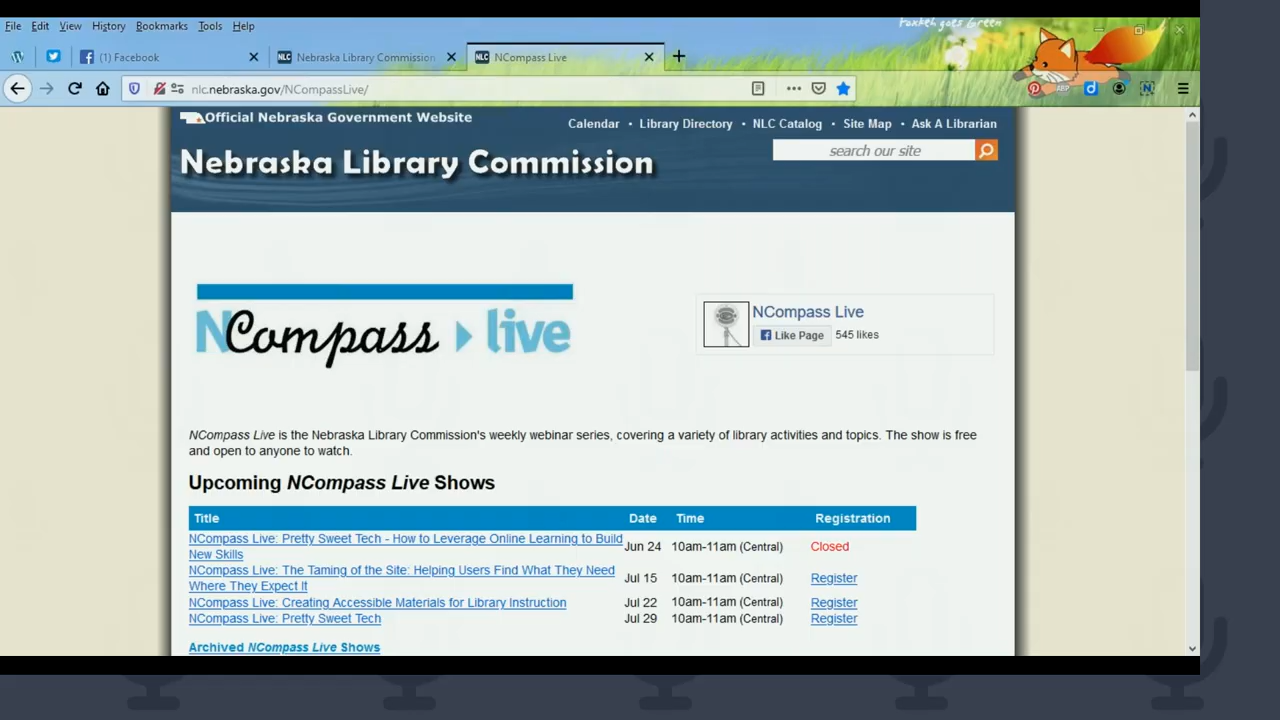 foxkeh goes Green
File Edit View History Bookmarks Tools Help
(1) Facebook
NLC Nebraska Library Commission
NLC NCompass Live
nlc.nebraska.gov/NCompassLive/
ABP
Official Nebraska Government Website
Calendar • Library Directory • NLC Catalog • Site Map • Ask A Librarian
Nebraska Library Commission
search our site
NCompass live
NCompass Live
Like Page 545 likes
NCompass Live is the Nebraska Library Commission's weekly webinar series, covering a variety of library activities and topics. The show is free
and open to anyone to watch.
Upcoming NCompass Live Shows
Title Date Time Registration
NCompass Live: Pretty Sweet Tech - How to Leverage Online Learning to Build
New Skills
Jun 24 10am-11am (Central) Closed
NCompass Live: The Taming of the Site: Helping Users Find What They Need
Where They Expect It
Jul 15 10am-11am (Central) Register
NCompass Live: Creating Accessible Materials for Library Instruction Jul 22 10am-11am (Central) Register
NCompass Live: Pretty Sweet Tech Jul 29 10am-11am (Central) Register
Archived NCompass Live Shows